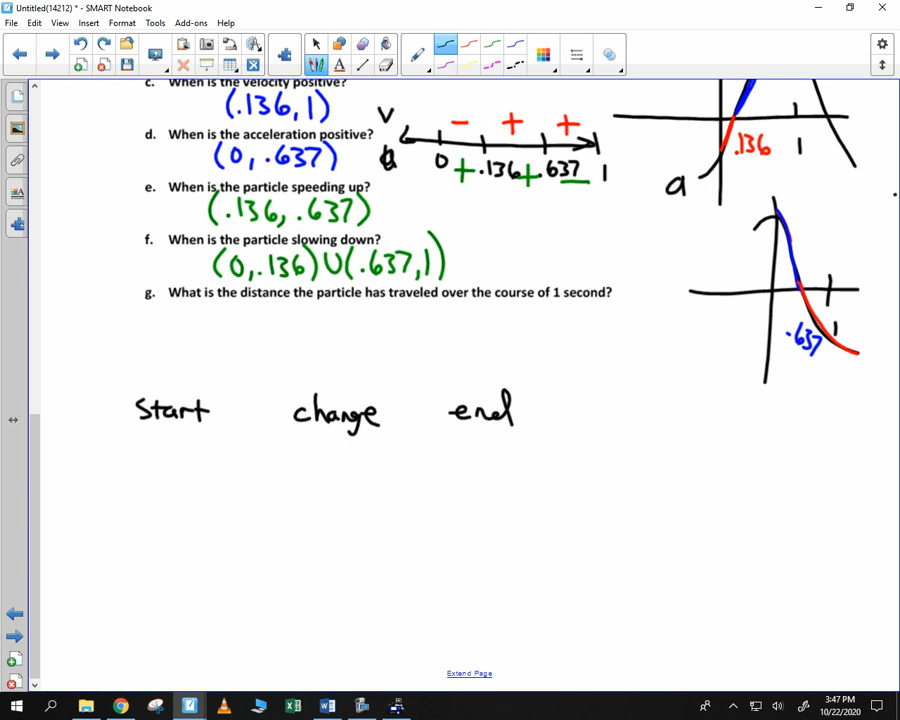 Untitled(14212) * - SMART Notebook
File Edit View Insert Format Tools Add-ons Help
c. When is the velocity positive?
(.136, 1)
d. When is the acceleration positive?
(0, .637)
e. When is the particle speeding up?
(.136, .637)
f. When is the particle slowing down?
(0, .136) U (.637, 1)
g. What is the distance the particle has traveled over the course of 1 second?
V - + +
0 + .136 + .637 - 1
.136 1
a
.637 1
start change end
Extend Page
3:47 PM
10/22/2020